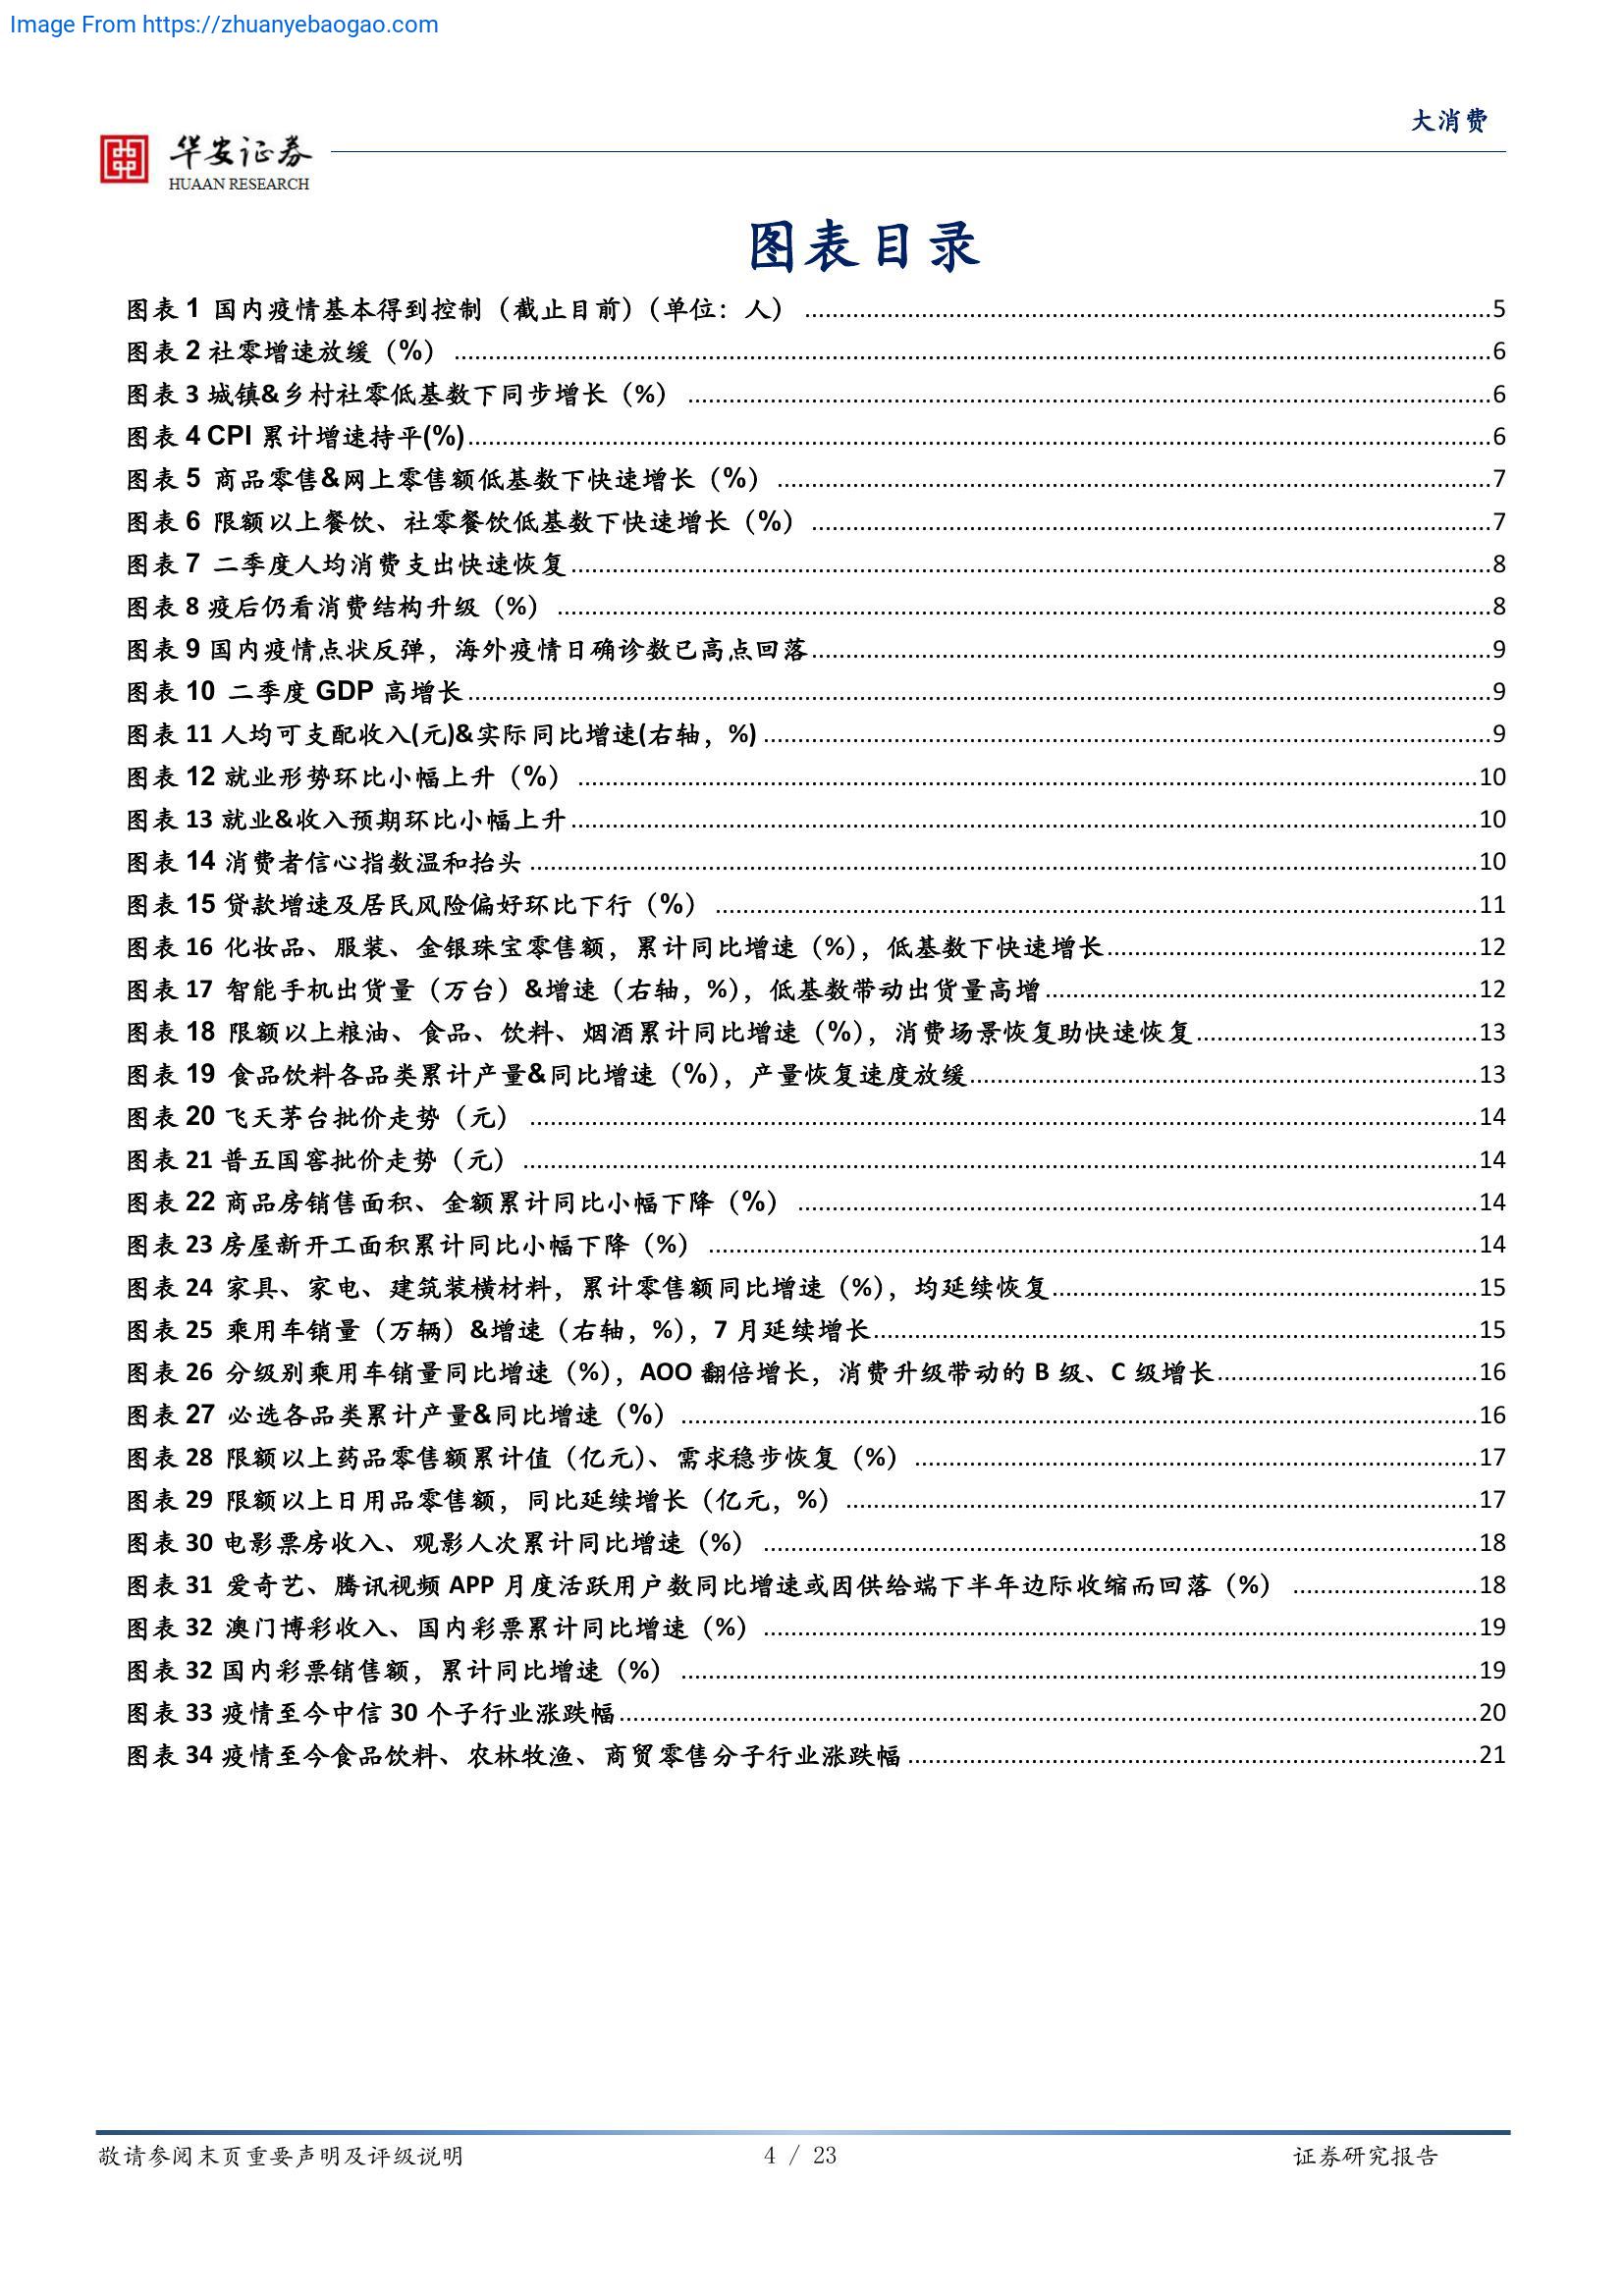 Image From https://zhuanyebaogao.com
大消费
华安证券
HUAAN RESEARCH
图表目录
图表 1 国内疫情基本得到控制（截止目前）（单位：人） ........................5
图表 2 社零增速放缓（%） ........................6
图表 3 城镇&乡村社零低基数下同步增长（%） ........................6
图表 4 CPI 累计增速持平(%)........................6
图表 5 商品零售&网上零售额低基数下快速增长（%） ........................7
图表 6 限额以上餐饮、社零餐饮低基数下快速增长（%） ........................7
图表 7 二季度人均消费支出快速恢复........................8
图表 8 疫后仍看消费结构升级（%） ........................8
图表 9 国内疫情点状反弹，海外疫情日确诊数已高点回落........................9
图表 10 二季度 GDP 高增长........................9
图表 11 人均可支配收入(元)&实际同比增速(右轴，%)........................9
图表 12 就业形势环比小幅上升（%） ........................10
图表 13 就业&收入预期环比小幅上升........................10
图表 14 消费者信心指数温和抬头........................10
图表 15 贷款增速及居民风险偏好环比下行（%） ........................11
图表 16 化妆品、服装、金银珠宝零售额，累计同比增速（%），低基数下快速增长........................12
图表 17 智能手机出货量（万台）&增速（右轴，%），低基数带动出货量高增........................12
图表 18 限额以上粮油、食品、饮料、烟酒累计同比增速（%），消费场景恢复助快速恢复........................13
图表 19 食品饮料各品类累计产量&同比增速（%），产量恢复速度放缓........................13
图表 20 飞天茅台批价走势（元） ........................14
图表 21 普五国窖批价走势（元） ........................14
图表 22 商品房销售面积、金额累计同比小幅下降（%） ........................14
图表 23 房屋新开工面积累计同比小幅下降（%） ........................14
图表 24 家具、家电、建筑装横材料，累计零售额同比增速（%），均延续恢复........................15
图表 25 乘用车销量（万辆）&增速（右轴，%），7 月延续增长........................15
图表 26 分级别乘用车销量同比增速（%），AOO 翻倍增长，消费升级带动的 B 级、C 级增长........................16
图表 27 必选各品类累计产量&同比增速（%） ........................16
图表 28 限额以上药品零售额累计值（亿元）、需求稳步恢复（%） ........................17
图表 29 限额以上日用品零售额，同比延续增长（亿元，%） ........................17
图表 30 电影票房收入、观影人次累计同比增速（%） ........................18
图表 31 爱奇艺、腾讯视频 APP 月度活跃用户数同比增速或因供给端下半年边际收缩而回落（%） ........................18
图表 32 澳门博彩收入、国内彩票累计同比增速（%） ........................19
图表 32 国内彩票销售额，累计同比增速（%） ........................19
图表 33 疫情至今中信 30 个子行业涨跌幅........................20
图表 34 疫情至今食品饮料、农林牧渔、商贸零售分子行业涨跌幅........................21
敬请参阅末页重要声明及评级说明
4 / 23
证券研究报告